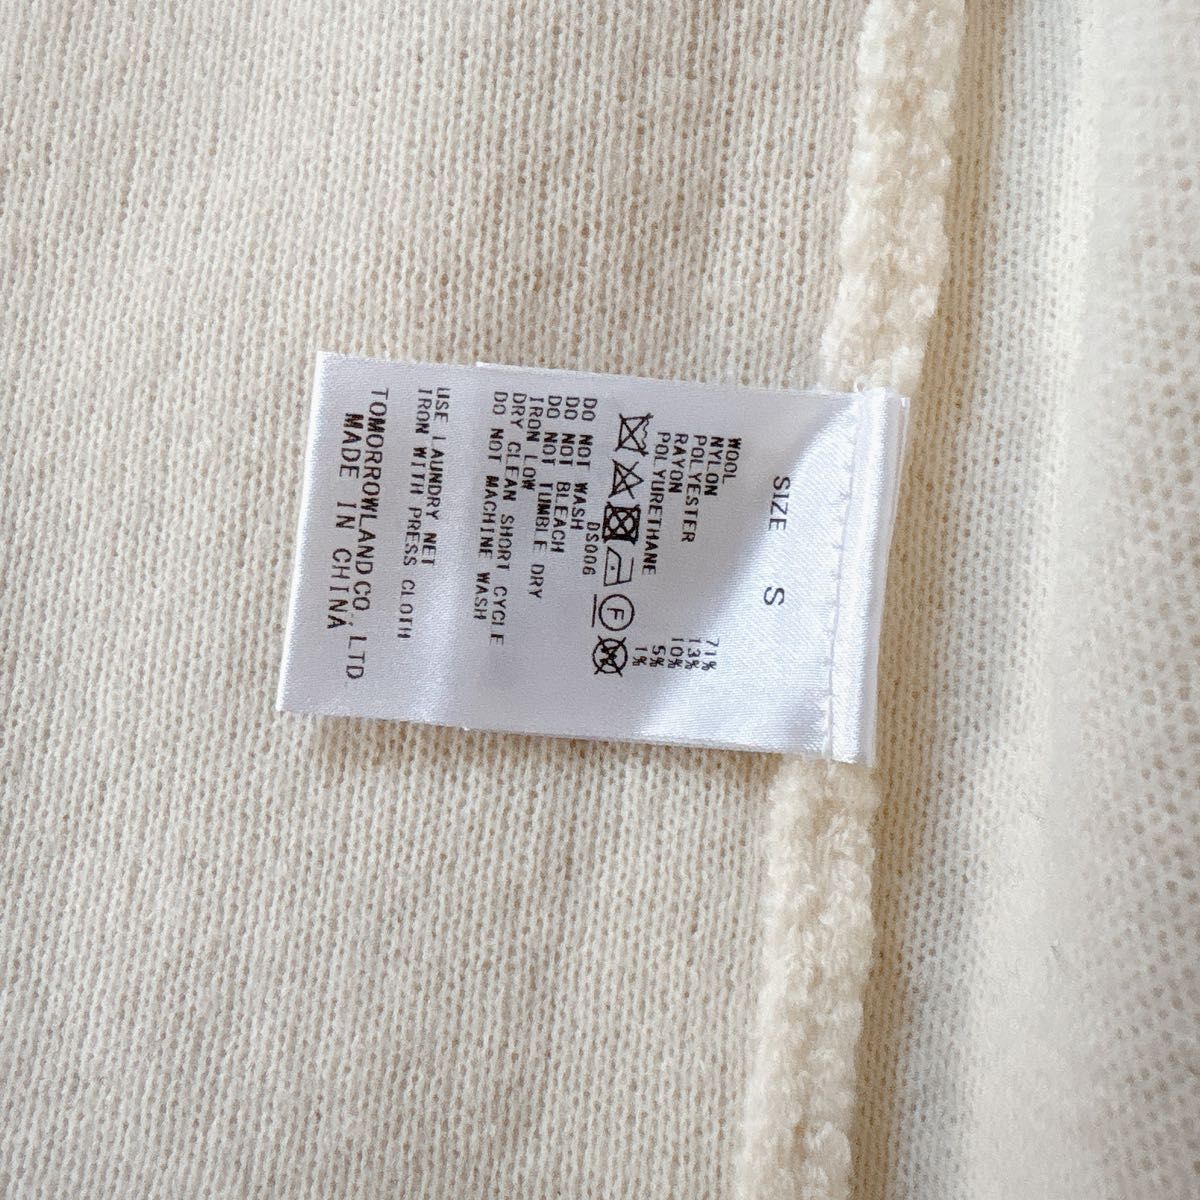 SIZE S
WOOL 71%
NYLON 13%
POLYESTER 10%
RAYON 5%
POLYURETHANE 1%
F
DS006
DO NOT WASH
DO NOT BLEACH
DO NOT TUMBLE DRY
IRON LOW
DRY CLEAN SHORT CYCLE
DO NOT MACHINE WASH
USE LAUNDRY NET
IRON WITH PRESS CLOTH
TOMORROWLAND CO., LTD
MADE IN CHINA